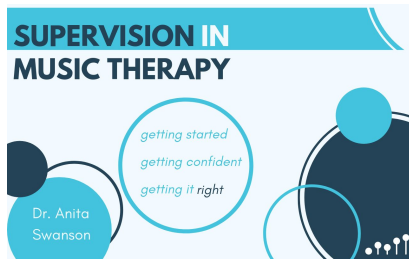 SUPERVISION IN
MUSIC THERAPY
getting started
getting confident
getting it right
Dr. Anita
Swanson